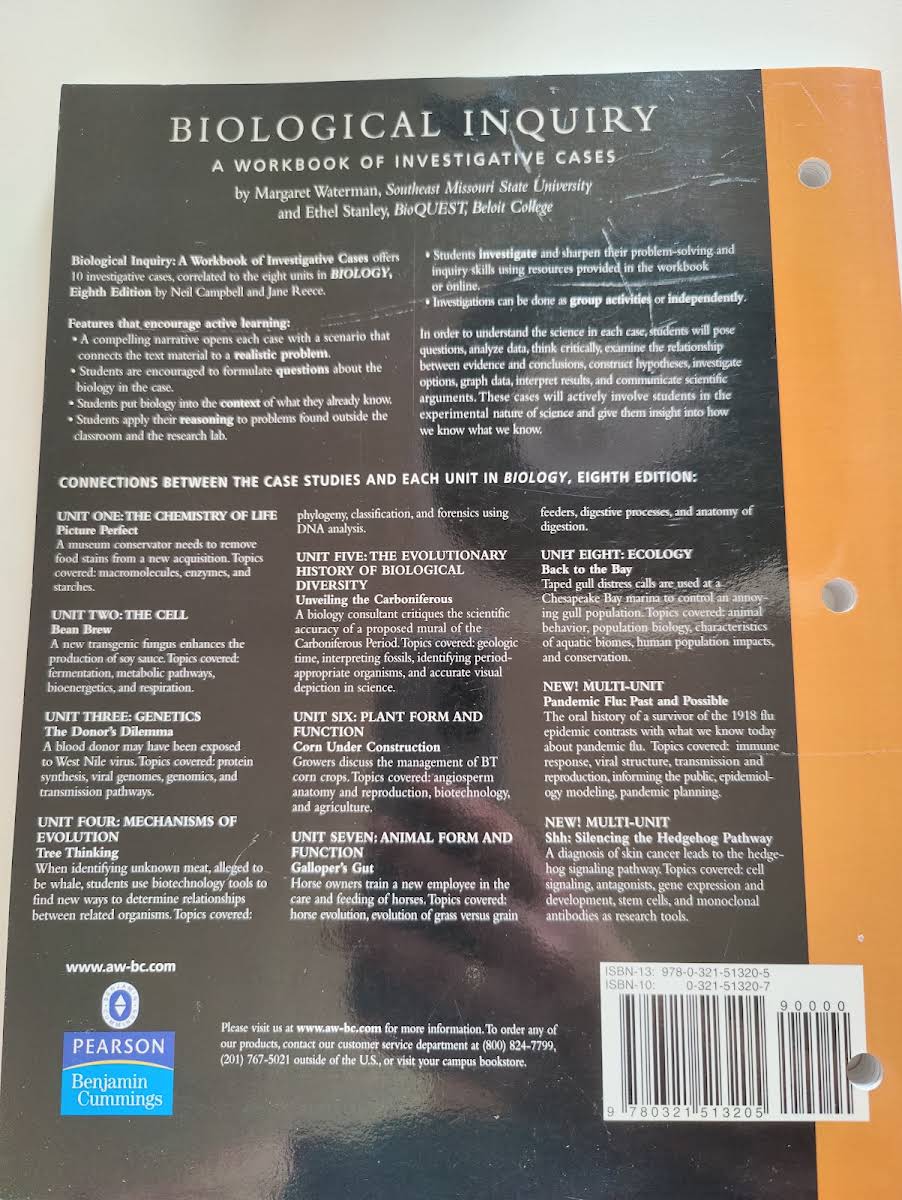 BIOLOGICAL INQUIRY
A WORKBOOK OF INVESTIGATIVE CASES
by Margaret Waterman, Southeast Missouri State University
and Ethel Stanley, BioQUEST, Beloit College
Biological Inquiry: A Workbook of Investigative Cases offers
10 investigative cases, correlated to the eight units in BIOLOGY,
Eighth Edition by Neil Campbell and Jane Reece.
Features that encourage active learning:
• A compelling narrative opens each case with a scenario that
connects the text material to a realistic problem.
• Students are encouraged to formulate questions about the
biology in the case.
• Students put biology into the context of what they already know.
• Students apply their reasoning to problems found outside the
classroom and the research lab.
• Students investigate and sharpen their problem-solving and
inquiry skills using resources provided in the workbook
or online.
• Investigations can be done as group activities or independently.
In order to understand the science in each case, students will pose
questions, analyze data, think critically, examine the relationship
between evidence and conclusions, construct hypotheses, investigate
options, graph data, interpret results, and communicate scientific
arguments. These cases will actively involve students in the
experimental nature of science and give them insight into how
we know what we know.
CONNECTIONS BETWEEN THE CASE STUDIES AND EACH UNIT IN BIOLOGY, EIGHTH EDITION:
UNIT ONE: THE CHEMISTRY OF LIFE
Picture Perfect
A museum conservator needs to remove
food stains from a new acquisition. Topics
covered: macromolecules, enzymes, and
starches.
UNIT TWO: THE CELL
Bean Brew
A new transgenic fungus enhances the
production of soy sauce. Topics covered:
fermentation, metabolic pathways,
bioenergetics, and respiration.
UNIT THREE: GENETICS
The Donor's Dilemma
A blood donor may have been exposed
to West Nile virus. Topics covered: protein
synthesis, viral genomes, genomics, and
transmission pathways.
UNIT FOUR: MECHANISMS OF
EVOLUTION
Tree Thinking
When identifying unknown meat, alleged to
be whale, students use biotechnology tools to
find new ways to determine relationships
between related organisms. Topics covered:
phylogeny, classification, and forensics using
DNA analysis.
UNIT FIVE: THE EVOLUTIONARY
HISTORY OF BIOLOGICAL
DIVERSITY
Unveiling the Carboniferous
A biology consultant critiques the scientific
accuracy of a proposed mural of the
Carboniferous Period. Topics covered: geologic
time, interpreting fossils, identifying period-
appropriate organisms, and accurate visual
depiction in science.
UNIT SIX: PLANT FORM AND
FUNCTION
Corn Under Construction
Growers discuss the management of BT
corn crops. Topics covered: angiosperm
anatomy and reproduction, biotechnology,
and agriculture.
UNIT SEVEN: ANIMAL FORM AND
FUNCTION
Galloper's Gut
Horse owners train a new employee in the
care and feeding of horses. Topics covered:
horse evolution, evolution of grass versus grain
feeders, digestive processes, and anatomy of
digestion.
UNIT EIGHT: ECOLOGY
Back to the Bay
Taped gull distress calls are used at a
Chesapeake Bay marina to control an annoy-
ing gull population. Topics covered: animal
behavior, population biology, characteristics
of aquatic biomes, human population impacts,
and conservation.
NEW! MULTI-UNIT
Pandemic Flu: Past and Possible
The oral history of a survivor of the 1918 flu
epidemic contrasts with what we know today
about pandemic flu. Topics covered: immune
response, viral structure, transmission and
reproduction, informing the public, epidemiol-
ogy modeling, pandemic planning.
NEW! MULTI-UNIT
Shh: Silencing the Hedgehog Pathway
A diagnosis of skin cancer leads to the hedge-
hog signaling pathway. Topics covered: cell
signaling, antagonists, gene expression and
development, stem cells, and monoclonal
antibodies as research tools.
www.aw-bc.com
PEARSON
Benjamin
Cummings
Please visit us at www.aw-bc.com for more information. To order any of
our products, contact our customer service department at (800) 824-7799,
(201) 767-5021 outside of the U.S., or visit your campus bookstore.
ISBN-13: 978-0-321-51320-5
ISBN-10: 0-321-51320-7
90000
9 780321 513205